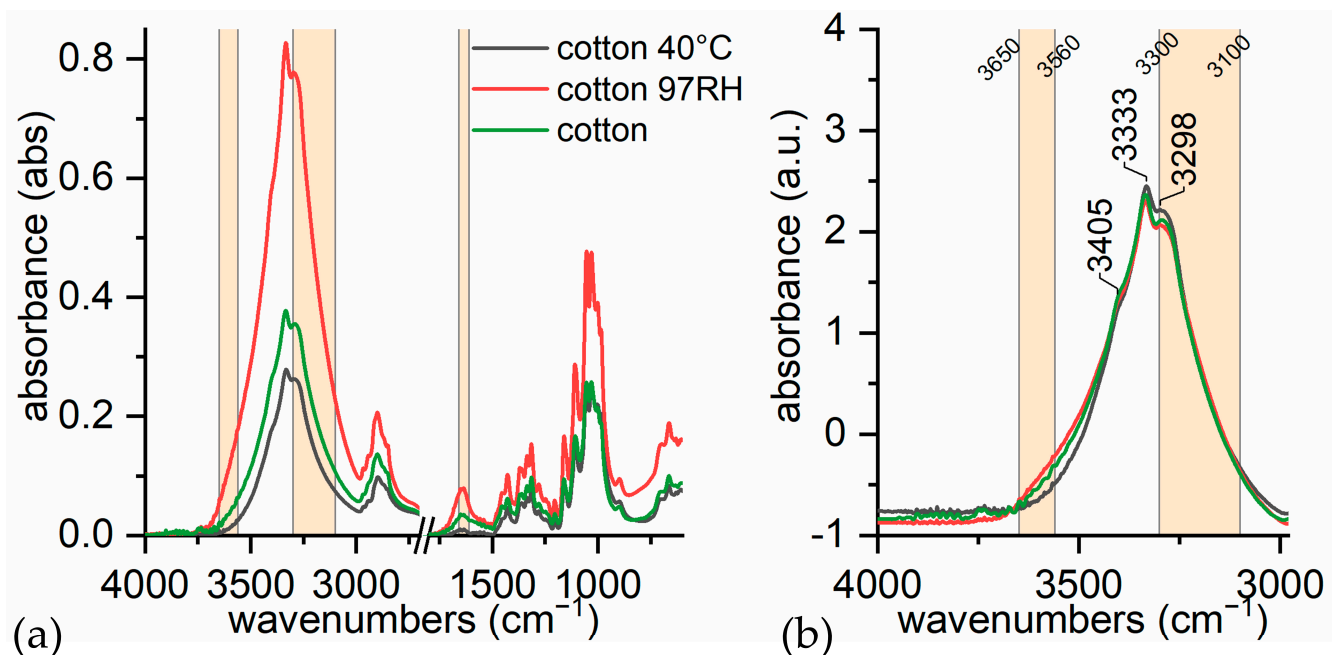 absorbance (abs)
0.8
0.6
0.4
0.2
0.0
cotton 40°C
cotton 97RH
cotton
4000 3500 3000 1500 1000
wavenumbers (cm−1)
(a)
absorbance (a.u.)
4
3
2
1
0
-1
3650
3560
3300
3100
3405
3333
3298
4000 3500 3000
wavenumbers (cm−1)
(b)